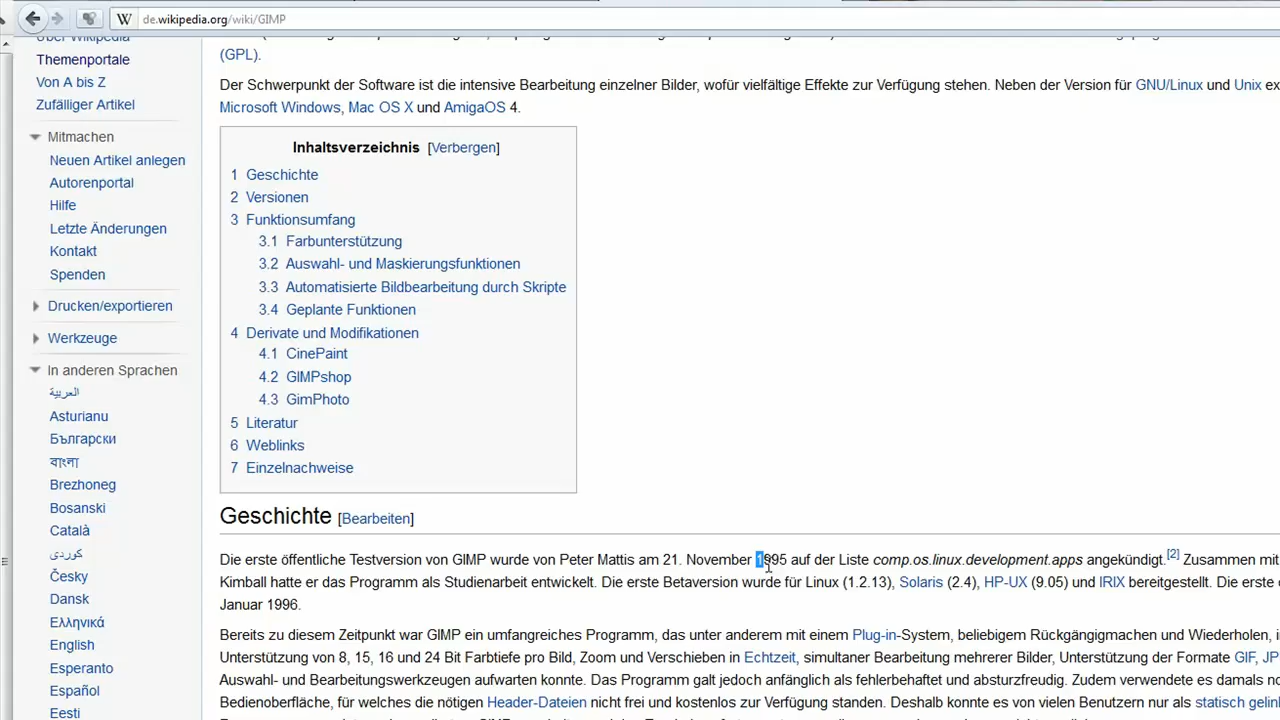 de.wikipedia.org/wiki/GIMP
Über Wikipedia
Themenportale
Von A bis Z
Zufälliger Artikel
Mitmachen
Neuen Artikel anlegen
Autorenportal
Hilfe
Letzte Änderungen
Kontakt
Spenden
Drucken/exportieren
Werkzeuge
In anderen Sprachen
العربية
Asturianu
Български
বাংলা
Brezhoneg
Bosanski
Català
کوردی
Česky
Dansk
Ελληνικά
English
Esperanto
Español
Eesti
(GPL).
Der Schwerpunkt der Software ist die intensive Bearbeitung einzelner Bilder, wofür vielfältige Effekte zur Verfügung stehen. Neben der Version für GNU/Linux und Unix ex
Microsoft Windows, Mac OS X und AmigaOS 4.
Inhaltsverzeichnis [Verbergen]
1 Geschichte
2 Versionen
3 Funktionsumfang
3.1 Farbunterstützung
3.2 Auswahl- und Maskierungsfunktionen
3.3 Automatisierte Bildbearbeitung durch Skripte
3.4 Geplante Funktionen
4 Derivate und Modifikationen
4.1 CinePaint
4.2 GIMPshop
4.3 GimPhoto
5 Literatur
6 Weblinks
7 Einzelnachweise
Geschichte [Bearbeiten]
Die erste öffentliche Testversion von GIMP wurde von Peter Mattis am 21. November 1995 auf der Liste comp.os.linux.development.apps angekündigt.[2] Zusammen mit
Kimball hatte er das Programm als Studienarbeit entwickelt. Die erste Betaversion wurde für Linux (1.2.13), Solaris (2.4), HP-UX (9.05) und IRIX bereitgestellt. Die erste
Januar 1996.
Bereits zu diesem Zeitpunkt war GIMP ein umfangreiches Programm, das unter anderem mit einem Plug-in-System, beliebigem Rückgängigmachen und Wiederholen, i
Unterstützung von 8, 15, 16 und 24 Bit Farbtiefe pro Bild, Zoom und Verschieben in Echtzeit, simultaner Bearbeitung mehrerer Bilder, Unterstützung der Formate GIF, JP
Auswahl- und Bearbeitungswerkzeugen aufwarten konnte. Das Programm galt jedoch anfänglich als fehlerbehaftet und absturzfreudig. Zudem verwendete es damals no
Bedienoberfläche, für welches die nötigen Header-Dateien nicht frei und kostenlos zur Verfügung standen. Deshalb konnte es von vielen Benutzern nur als statisch gelin